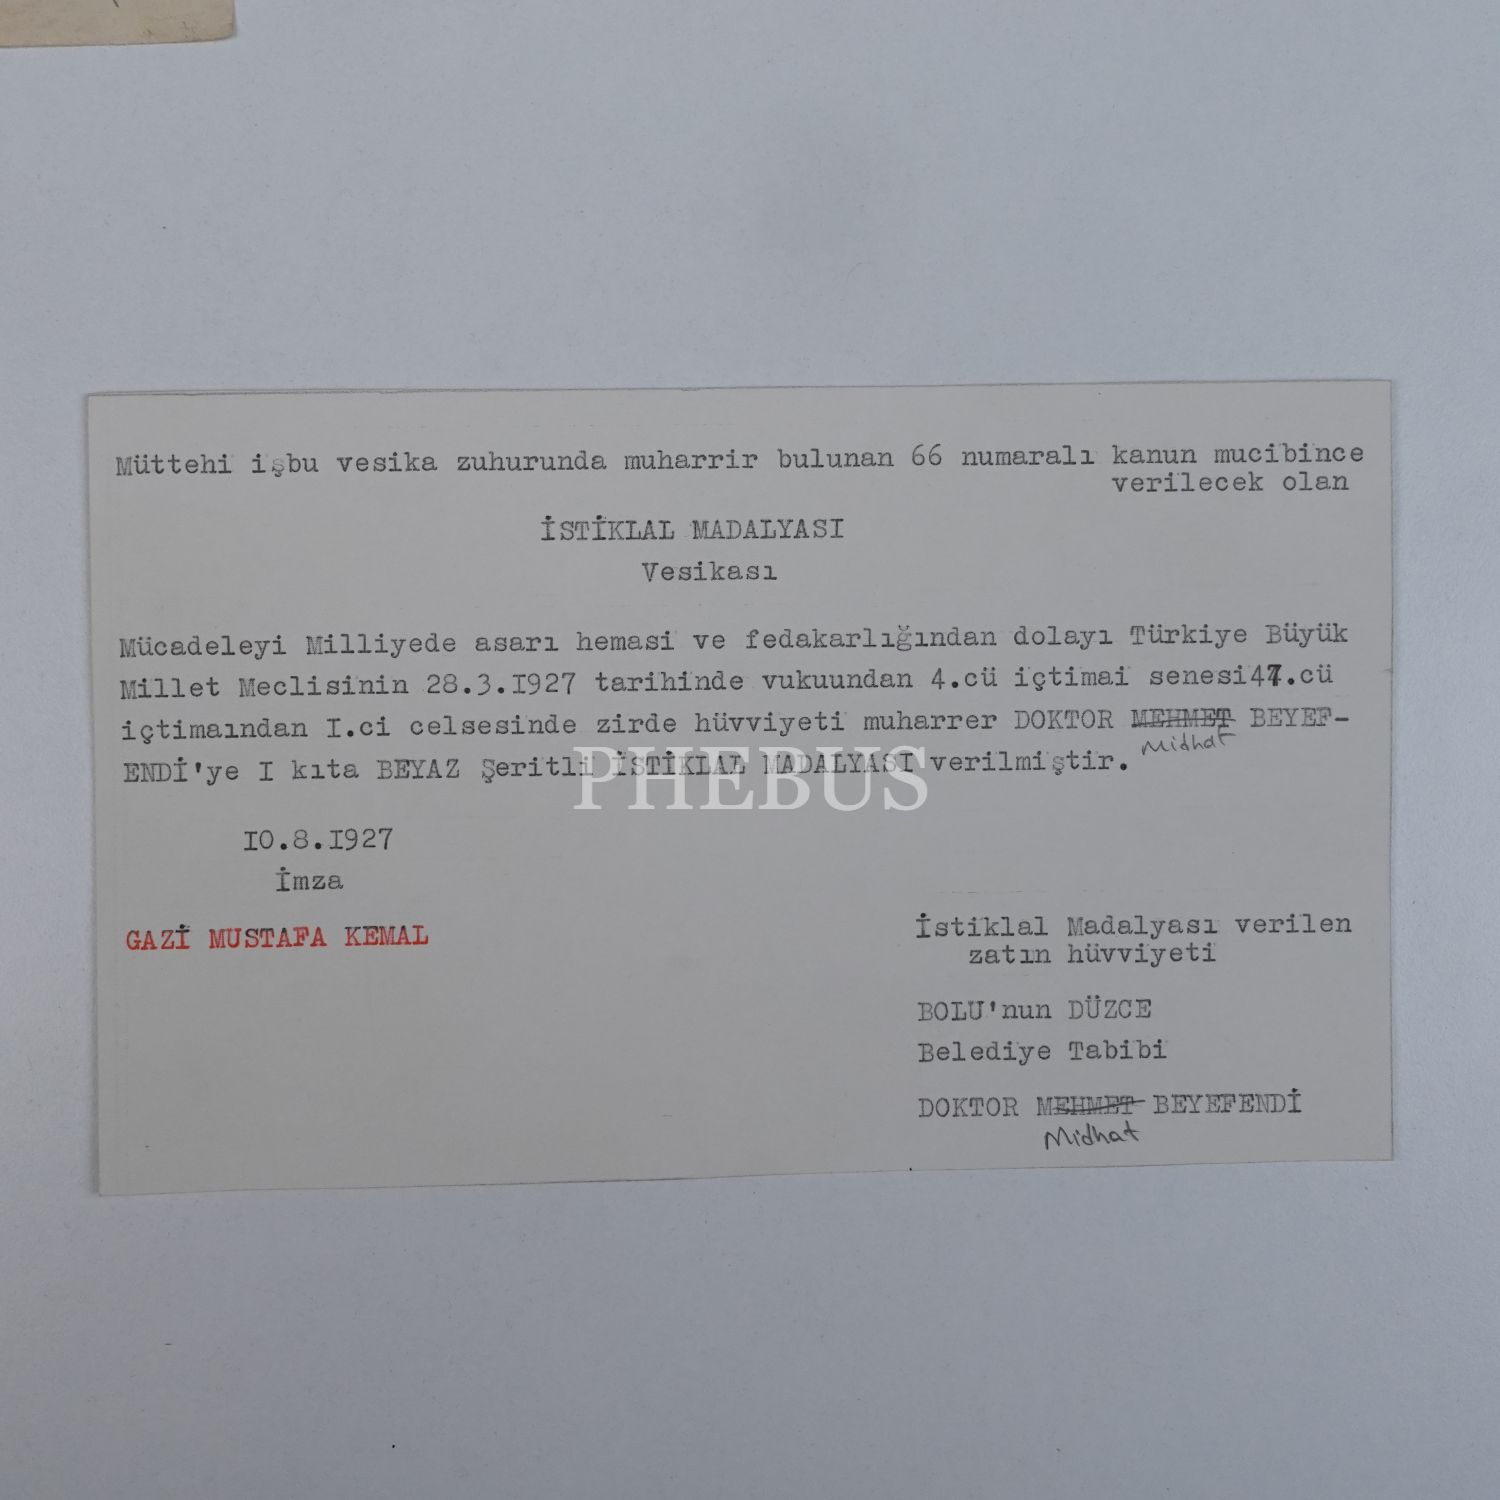 Müttehi işbu vesika zuhurunda muharrir bulunan 66 numaralı kanun mucibince
verilecek olan
İSTİKLAL MADALYASI
Vesikası
Mücadeleyi Milliyede asarı hemasi ve fedakarlığından dolayı Türkiye Büyük
Millet Meclisinin 28.3.I927 tarihinde vukuundan 4.cü içtimai senesi47.cü
içtimaından I.ci celsesinde zirde hüvviyeti muharrer DOKTOR MEHMET BEYEF-
Midhat
ENDİ'ye I kıta BEYAZ Şeritli İSTİKLAL MADALYASI verilmiştir.
PHEBUS
I0.8.I927
İmza
GAZİ MUSTAFA KEMAL
İstiklal Madalyası verilen
zatın hüvviyeti
BOLU'nun DÜZCE
Belediye Tabibi
DOKTOR MEHMET BEYEFENDİ
Midhat